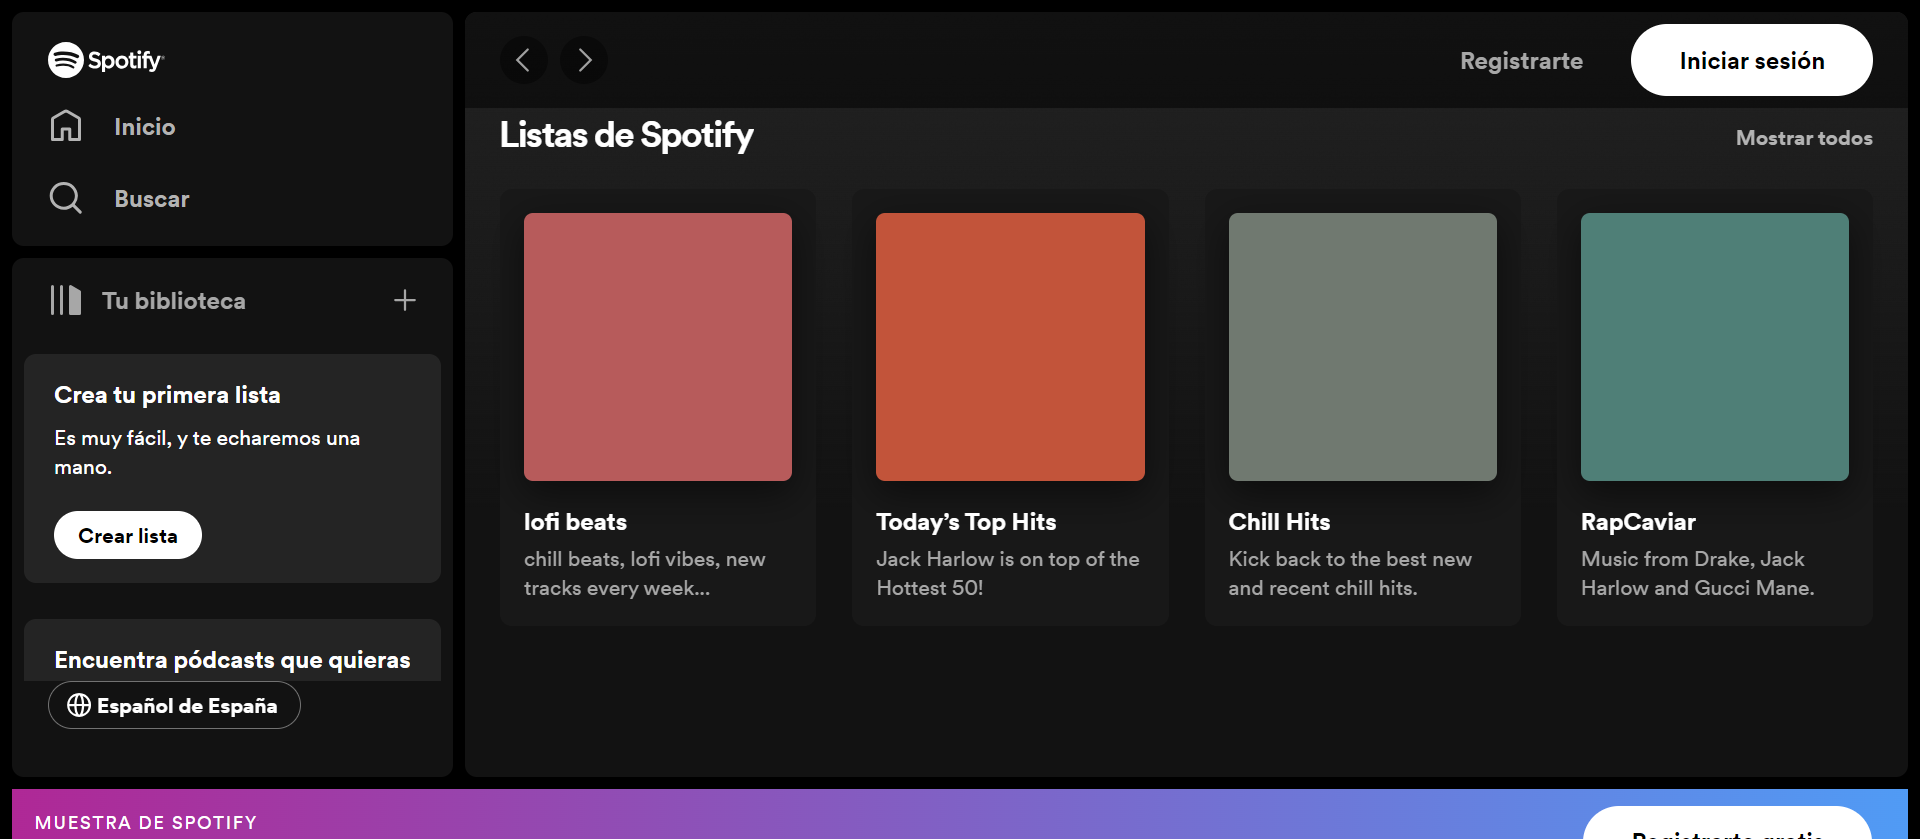 Spotify
Inicio
Buscar
Tu biblioteca
Crea tu primera lista
Es muy fácil, y te echaremos una
mano.
Crear lista
Encuentra pódcasts que quieras
Español de España
Registrarte
Iniciar sesión
Listas de Spotify
Mostrar todos
lofi beats
chill beats, lofi vibes, new
tracks every week...
Today’s Top Hits
Jack Harlow is on top of the
Hottest 50!
Chill Hits
Kick back to the best new
and recent chill hits.
RapCaviar
Music from Drake, Jack
Harlow and Gucci Mane.
MUESTRA DE SPOTIFY
Registrarte gratis